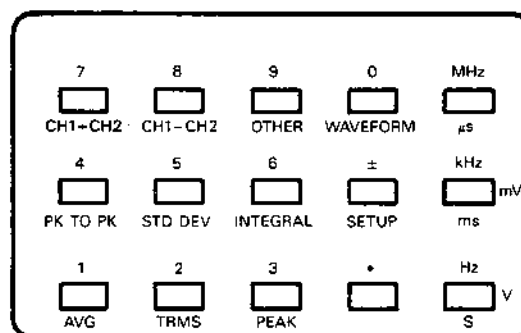 7 8 9 0 MHz
CH1+CH2 CH1-CH2 OTHER WAVEFORM μs
4 5 6 ± kHz
mV
PK TO PK STD DEV INTEGRAL SETUP ms
1 2 3 • Hz
V
AVG TRMS PEAK S